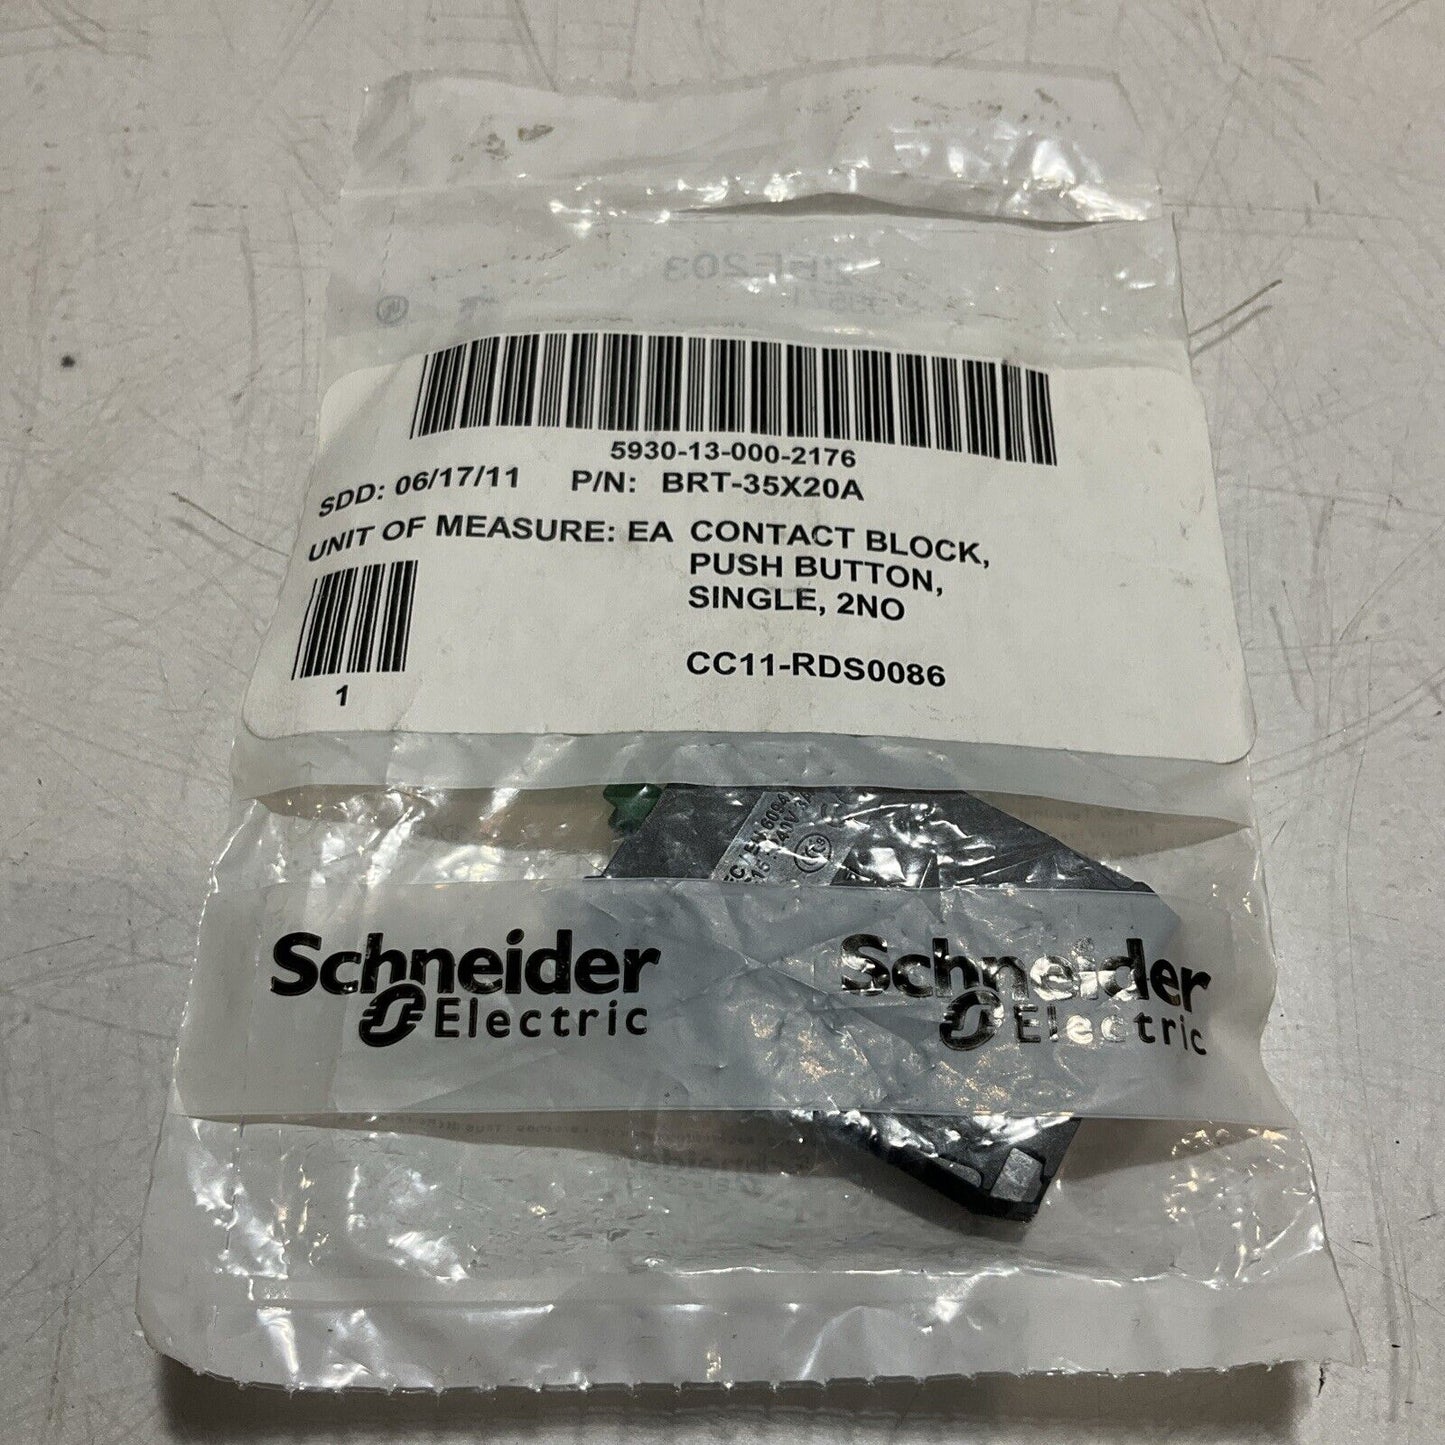 5930-13-000-2176
SDD: 06/17/11 P/N: BRT-35X20A
UNIT OF MEASURE: EA CONTACT BLOCK,
PUSH BUTTON,
SINGLE, 2NO
CC11-RDS0086
1
Schneider Electric
Schneider Electric